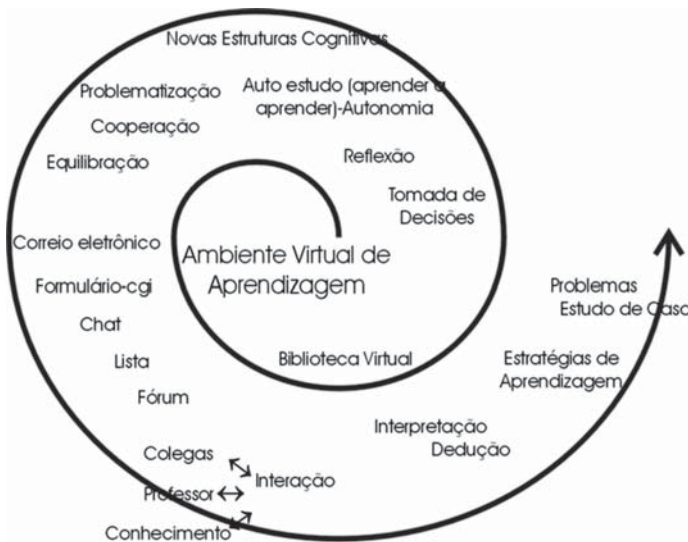 Novas Estruturas Cognitivas
Auto estudo (aprender a
aprender)-Autonomia
Problematização
Cooperação
Equilibração
Reflexão
Tomada de
Decisões
Correio eletrônico
Ambiente Virtual de
Aprendizagem
Formulário-cgi
Chat
Lista
Fórum
Biblioteca Virtual
Problemas
Estudo de Caso
Estratégias de
Aprendizagem
Interpretação
Dedução
Colegas
Interação
Professor
Conhecimento